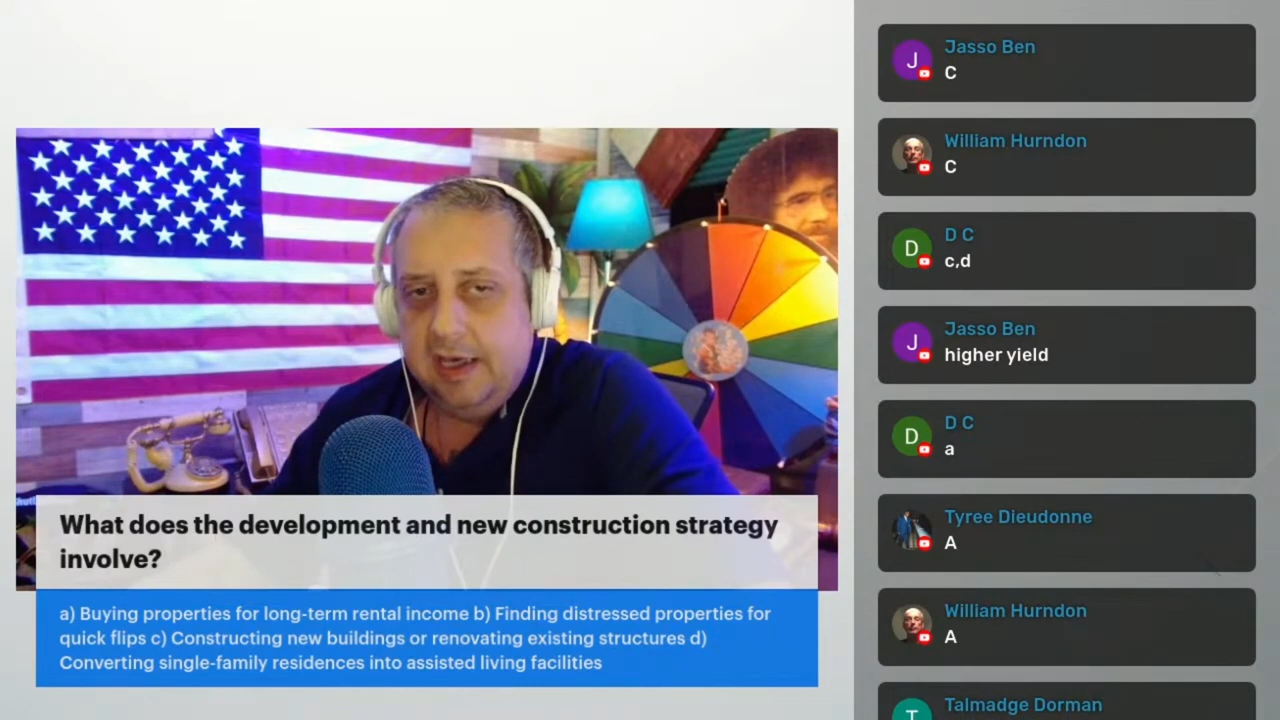 What does the development and new construction strategy
involve?
a) Buying properties for long-term rental income b) Finding distressed properties for
quick flips c) Constructing new buildings or renovating existing structures d)
Converting single-family residences into assisted living facilities
J
Jasso Ben
C
William Hurndon
C
D
D C
c,d
J
Jasso Ben
higher yield
D
D C
a
Tyree Dieudonne
A
William Hurndon
A
T
Talmadge Dorman